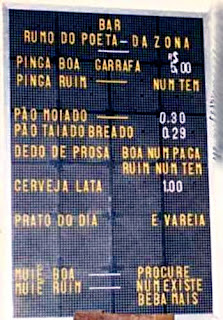 BAR
RUMO DO POETA - DA ZONA
R$
PINGA BOA GARRAFA 5,00
PINGA RUIM — NUM TEM
PÃO MOIADO — 0.30
PÃO TAIADO BREADO 0.29
DEDO DE PROSA BOA NUM PAGA
RUIM NUM TEM
CERVEJA LATA 1.00
PRATO DO DIA E VAREIA
MUIÉ BOA — PROCURE
MUIÉ RUIM — NUM EXISTE
BEBA MAIS